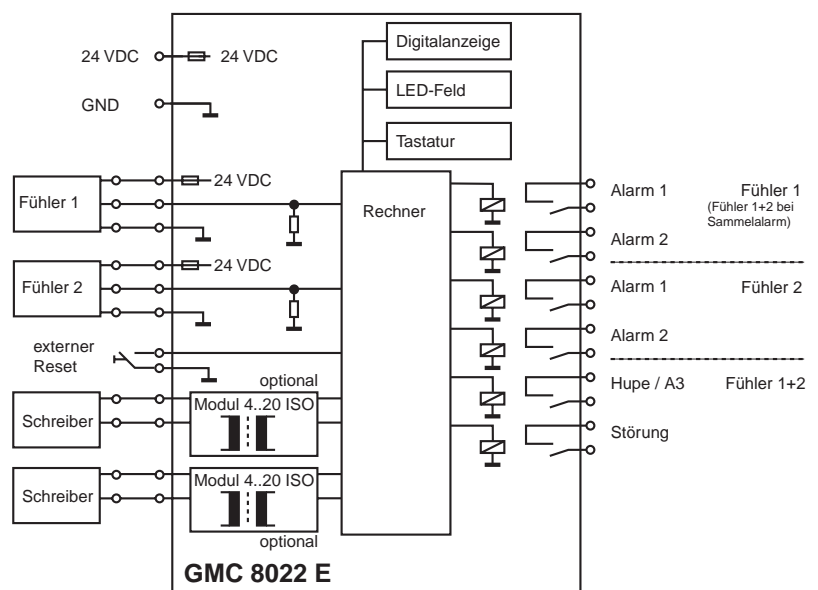 24 VDC
24 VDC
GND
Digitalanzeige
LED-Feld
Tastatur
Rechner
Fühler 1
24 VDC
Fühler 2
24 VDC
externer
Reset
optional
Schreiber
Modul 4..20 ISO
Schreiber
Modul 4..20 ISO
optional
GMC 8022 E
Alarm 1
Fühler 1
(Fühler 1+2 bei
Sammelalarm)
Alarm 2
Alarm 1
Fühler 2
Alarm 2
Hupe / A3
Fühler 1+2
Störung